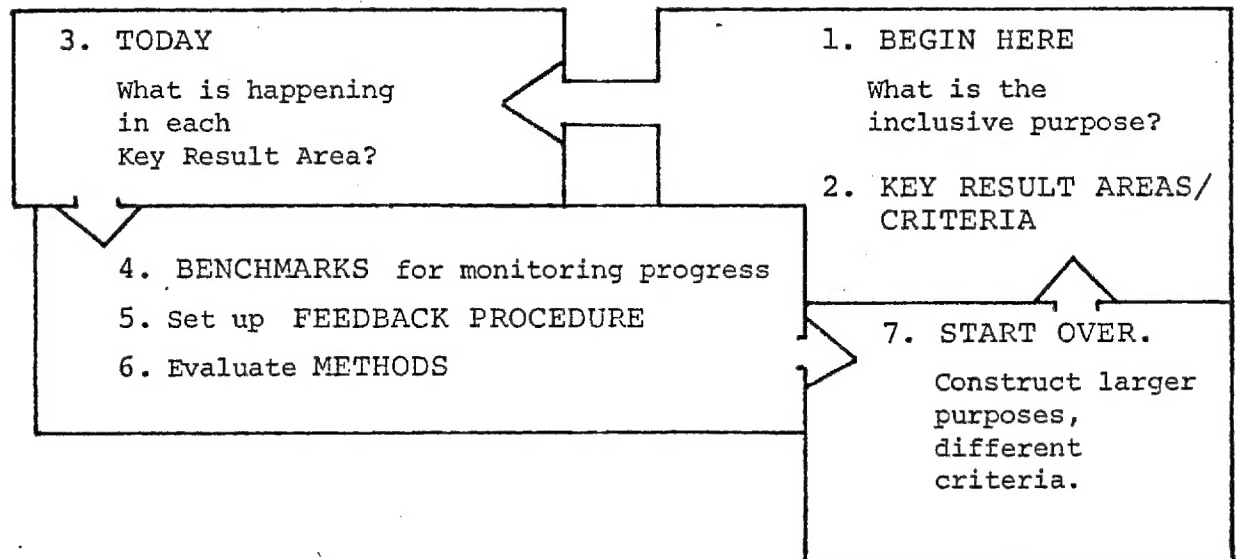 1. BEGIN HERE
What is the
inclusive purpose?
2. KEY RESULT AREAS/
CRITERIA
3. TODAY
What is happening
in each
Key Result Area?
4. BENCHMARKS for monitoring progress
5. Set up FEEDBACK PROCEDURE
6. Evaluate METHODS
7. START OVER.
Construct larger
purposes,
different
criteria.